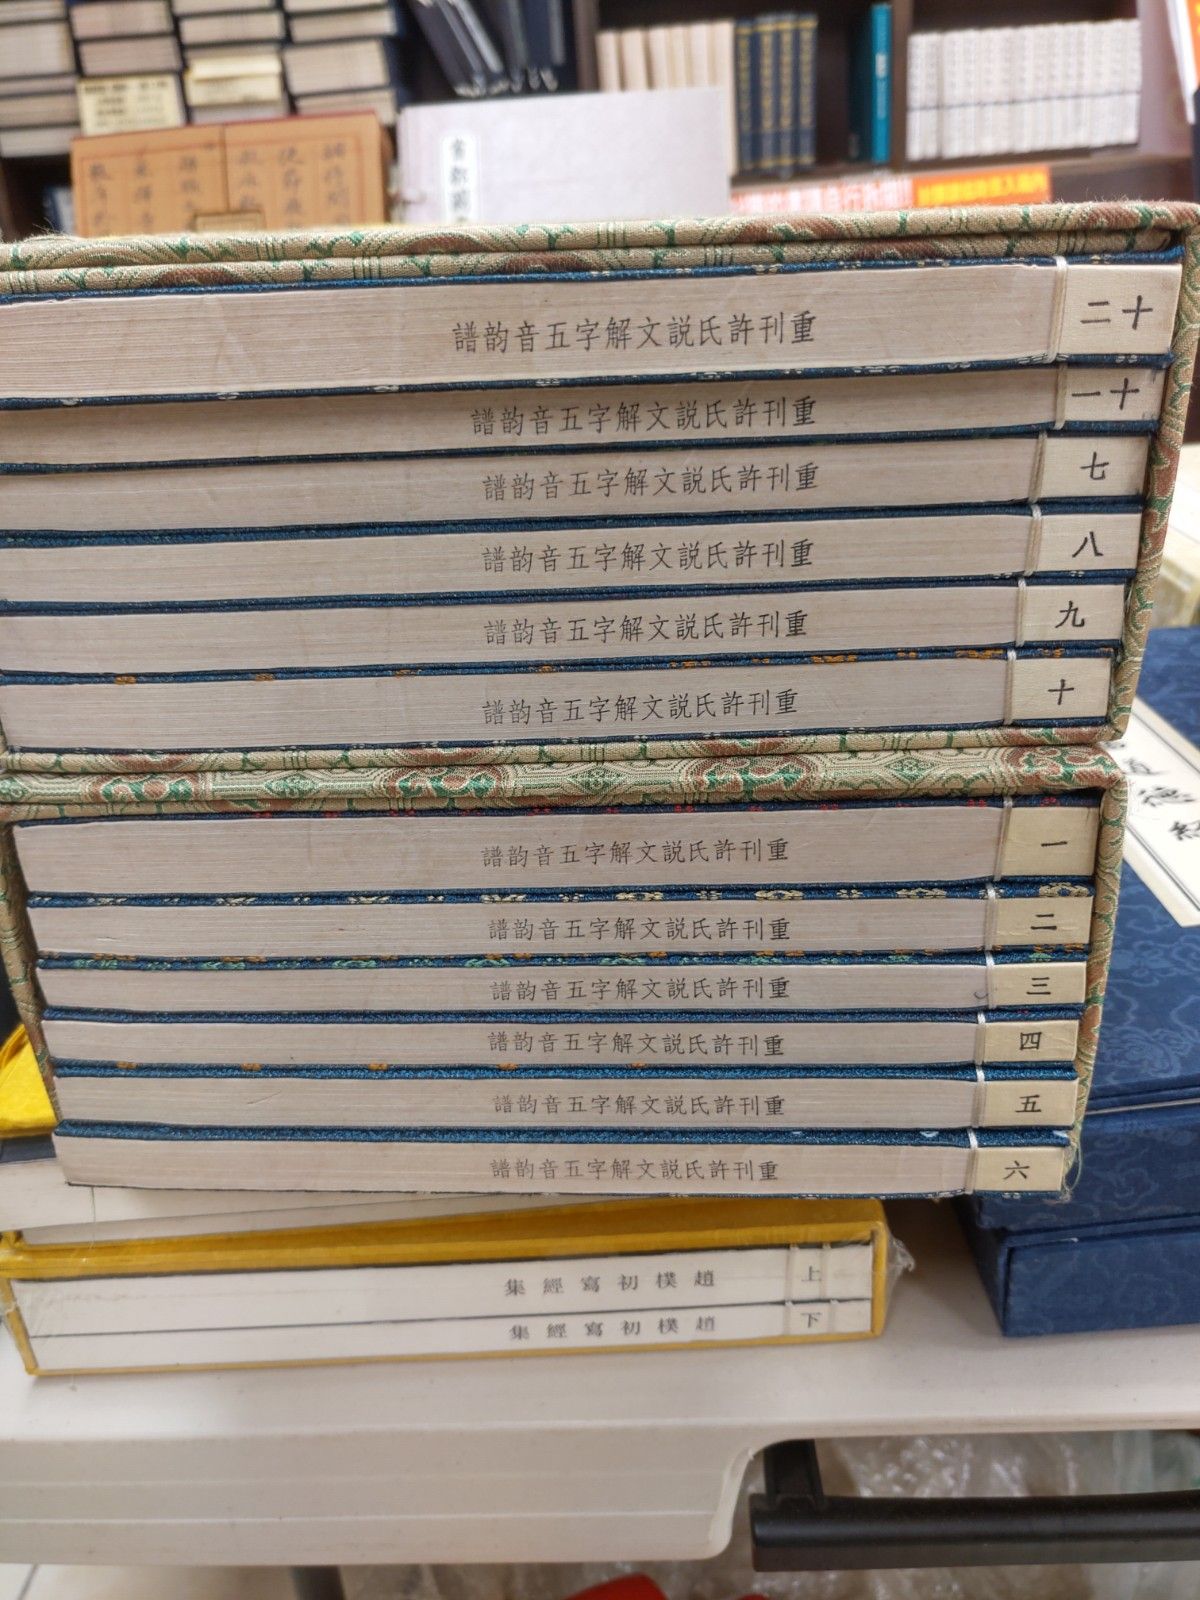 重刊許氏説文解字五音韵譜 十二
重刊許氏説文解字五音韵譜 十一
重刊許氏説文解字五音韵譜 七
重刊許氏説文解字五音韵譜 八
重刊許氏説文解字五音韵譜 九
重刊許氏説文解字五音韵譜 十
重刊許氏説文解字五音韵譜 一
重刊許氏説文解字五音韵譜 二
重刊許氏説文解字五音韵譜 三
重刊許氏説文解字五音韵譜 四
重刊許氏説文解字五音韵譜 五
重刊許氏説文解字五音韵譜 六
趙樸初寫經集 上
趙樸初寫經集 下
道德經